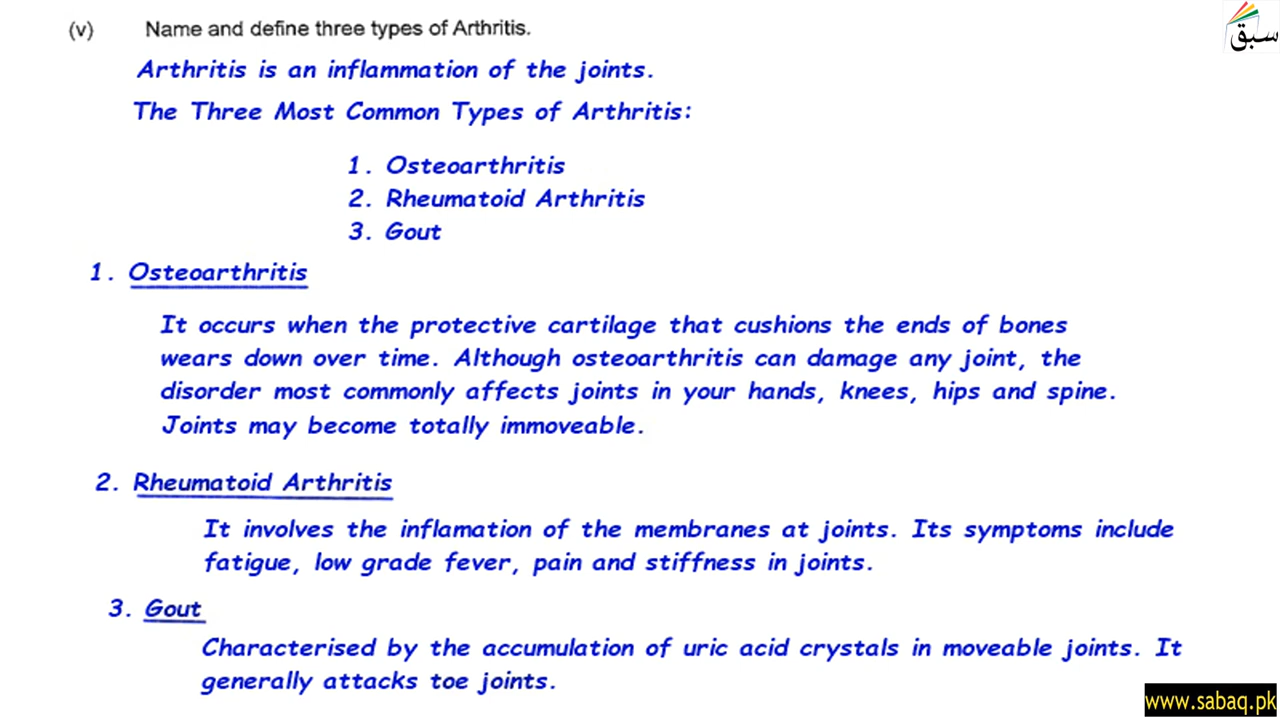 (v) Name and define three types of Arthritis.
سبق
Arthritis is an inflammation of the joints.
The Three Most Common Types of Arthritis:
1. Osteoarthritis
2. Rheumatoid Arthritis
3. Gout
1. Osteoarthritis
It occurs when the protective cartilage that cushions the ends of bones
wears down over time. Although osteoarthritis can damage any joint, the
disorder most commonly affects joints in your hands, knees, hips and spine.
Joints may become totally immoveable.
2. Rheumatoid Arthritis
It involves the inflamation of the membranes at joints. Its symptoms include
fatigue, low grade fever, pain and stiffness in joints.
3. Gout
Characterised by the accumulation of uric acid crystals in moveable joints. It
generally attacks toe joints.
www.sabaq.pk